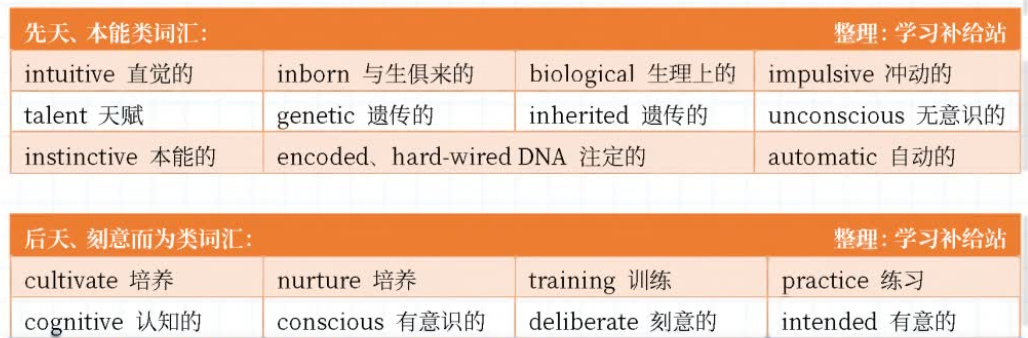 先天、本能类词汇： 整理：学习补给站
intuitive 直觉的 inborn 与生俱来的 biological 生理上的 impulsive 冲动的
talent 天赋 genetic 遗传的 inherited 遗传的 unconscious 无意识的
instinctive 本能的 encoded、hard-wired DNA 注定的 automatic 自动的
后天、刻意而为类词汇： 整理：学习补给站
cultivate 培养 nurture 培养 training 训练 practice 练习
cognitive 认知的 conscious 有意识的 deliberate 刻意的 intended 有意的